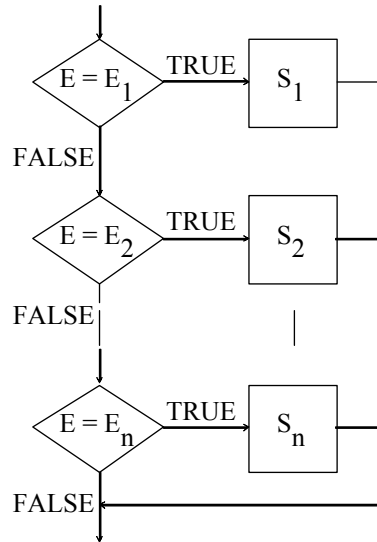 TRUE
E = E₁
S₁
FALSE
TRUE
E = E₂
S₂
FALSE
TRUE
E = Eₙ
Sₙ
FALSE